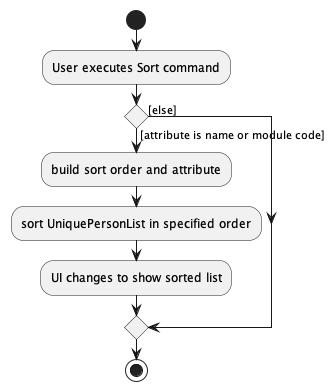 User executes Sort command
[else]
[attribute is name or module code]
build sort order and attribute
sort UniquePersonList in specified order
UI changes to show sorted list